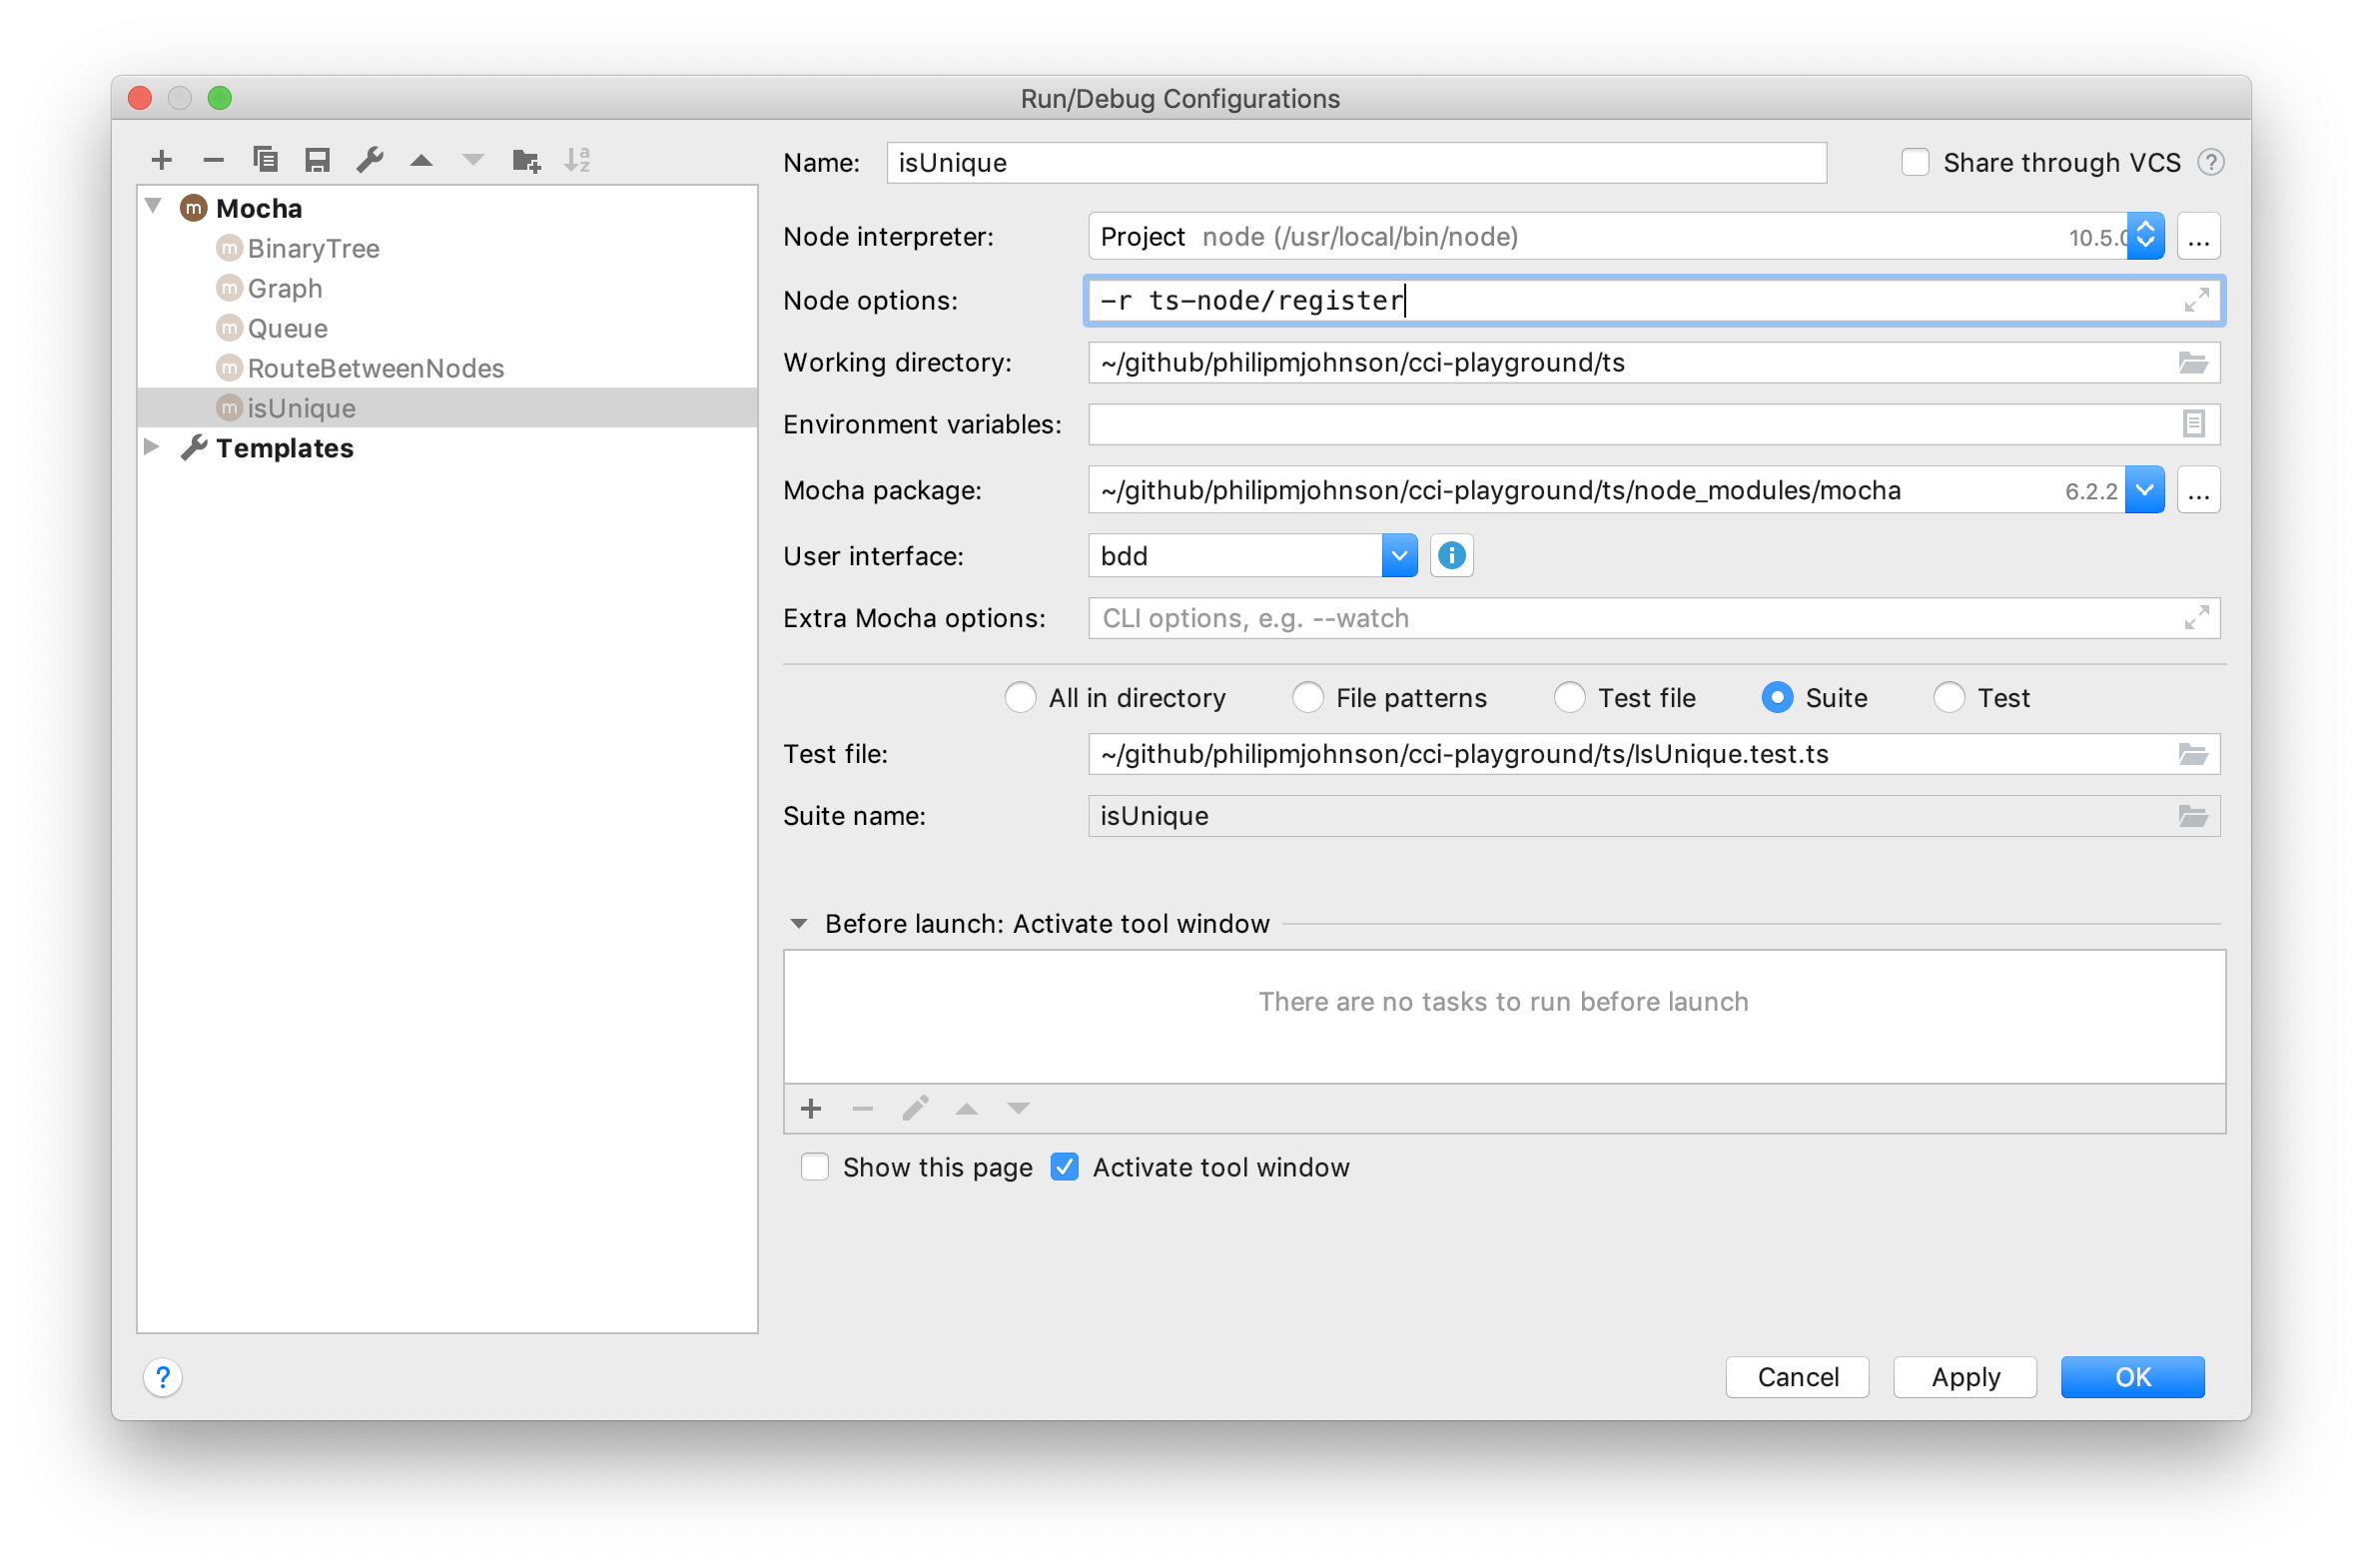 Run/Debug Configurations
Mocha
BinaryTree
Graph
Queue
RouteBetweenNodes
isUnique
Templates
Name: isUnique Share through VCS ?
Node interpreter: Project node (/usr/local/bin/node) 10.5.0 ...
Node options: -r ts-node/register
Working directory: ~/github/philipmjohnson/cci-playground/ts
Environment variables:
Mocha package: ~/github/philipmjohnson/cci-playground/ts/node_modules/mocha 6.2.2 ...
User interface: bdd
Extra Mocha options: CLI options, e.g. --watch
All in directory File patterns Test file Suite Test
Test file: ~/github/philipmjohnson/cci-playground/ts/IsUnique.test.ts
Suite name: isUnique
Before launch: Activate tool window
There are no tasks to run before launch
Show this page Activate tool window
? Cancel Apply OK